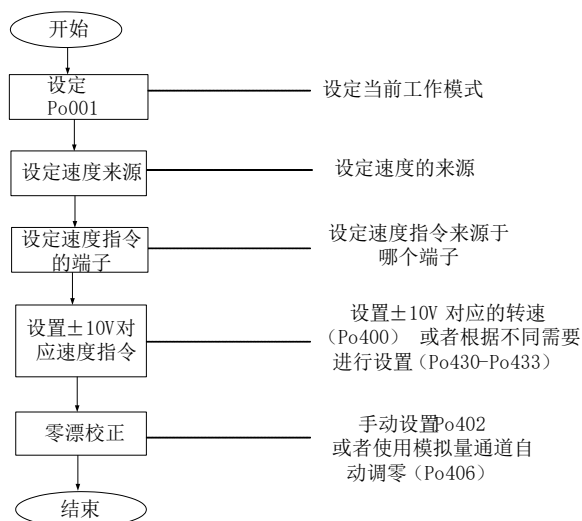 开始
设定
Po001
设定当前工作模式
设定速度来源
设定速度的来源
设定速度指令
的端子
设定速度指令来源于
哪个端子
设置±10V对
应速度指令
设置±10V 对应的转速
（Po400） 或者根据不同需要
进行设置（Po430-Po433）
零漂校正
手动设置Po402
或者使用模拟量通道自
动调零（Po406）
结束